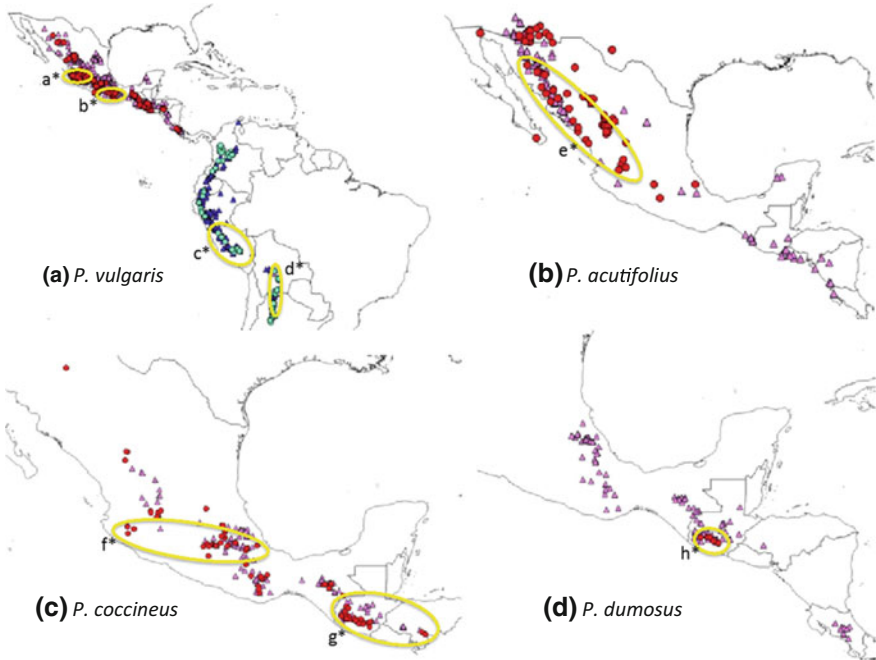 a*
b*
c*
d*
(a) P. vulgaris
e*
(b) P. acutifolius
f*
g*
(c) P. coccineus
h*
(d) P. dumosus